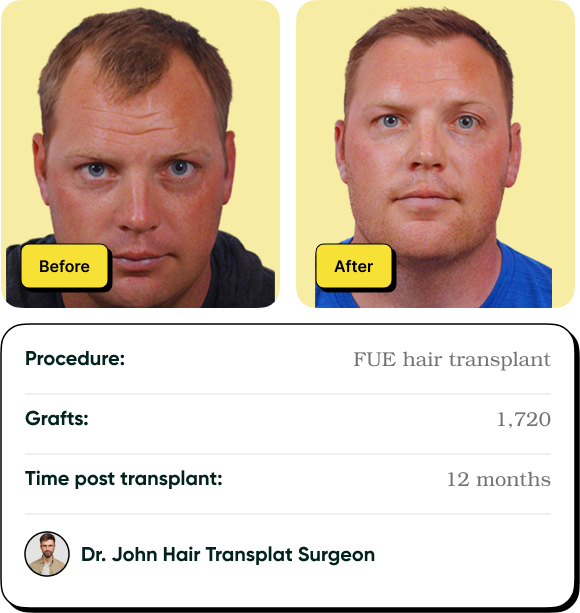 Before
After
Procedure: FUE hair transplant
Grafts: 1,720
Time post transplant: 12 months
Dr. John Hair Transplat Surgeon